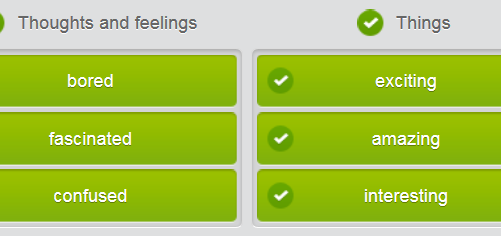 Thoughts and feelings
Things
bored
exciting
fascinated
amazing
confused
interesting